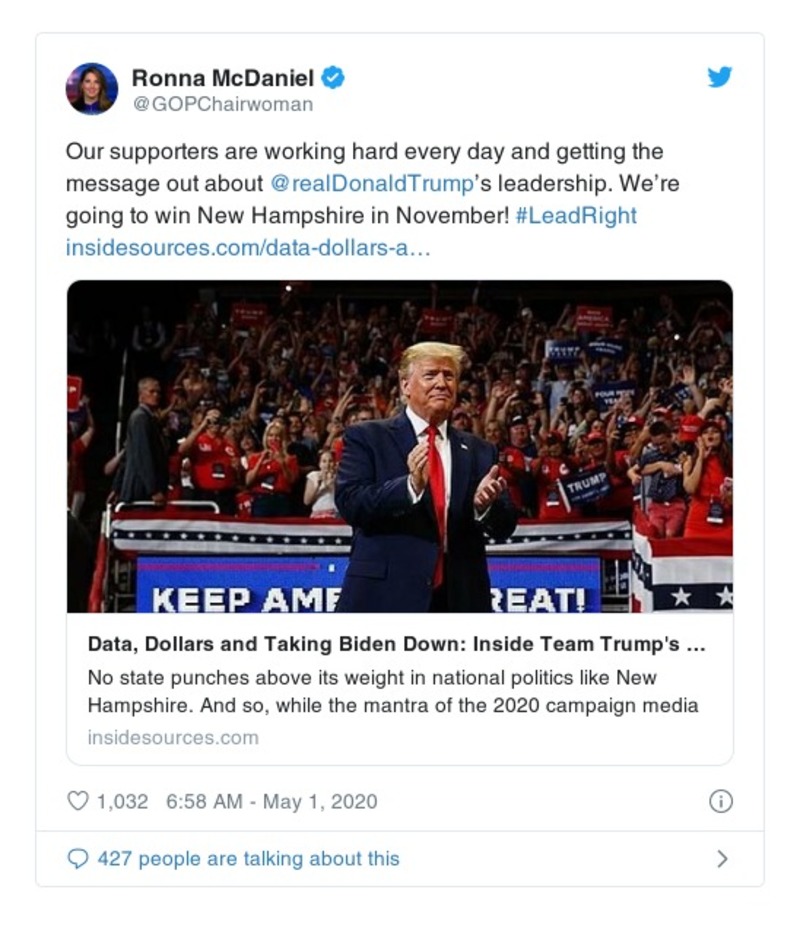 Ronna McDaniel
@GOPChairwoman
Our supporters are working hard every day and getting the
message out about @realDonaldTrump’s leadership. We’re
going to win New Hampshire in November! #LeadRight
insidesources.com/data-dollars-a…
TRUMP
KEEP AME REAT!
Data, Dollars and Taking Biden Down: Inside Team Trump's ...
No state punches above its weight in national politics like New
Hampshire. And so, while the mantra of the 2020 campaign media
insidesources.com
1,032 6:58 AM - May 1, 2020
427 people are talking about this